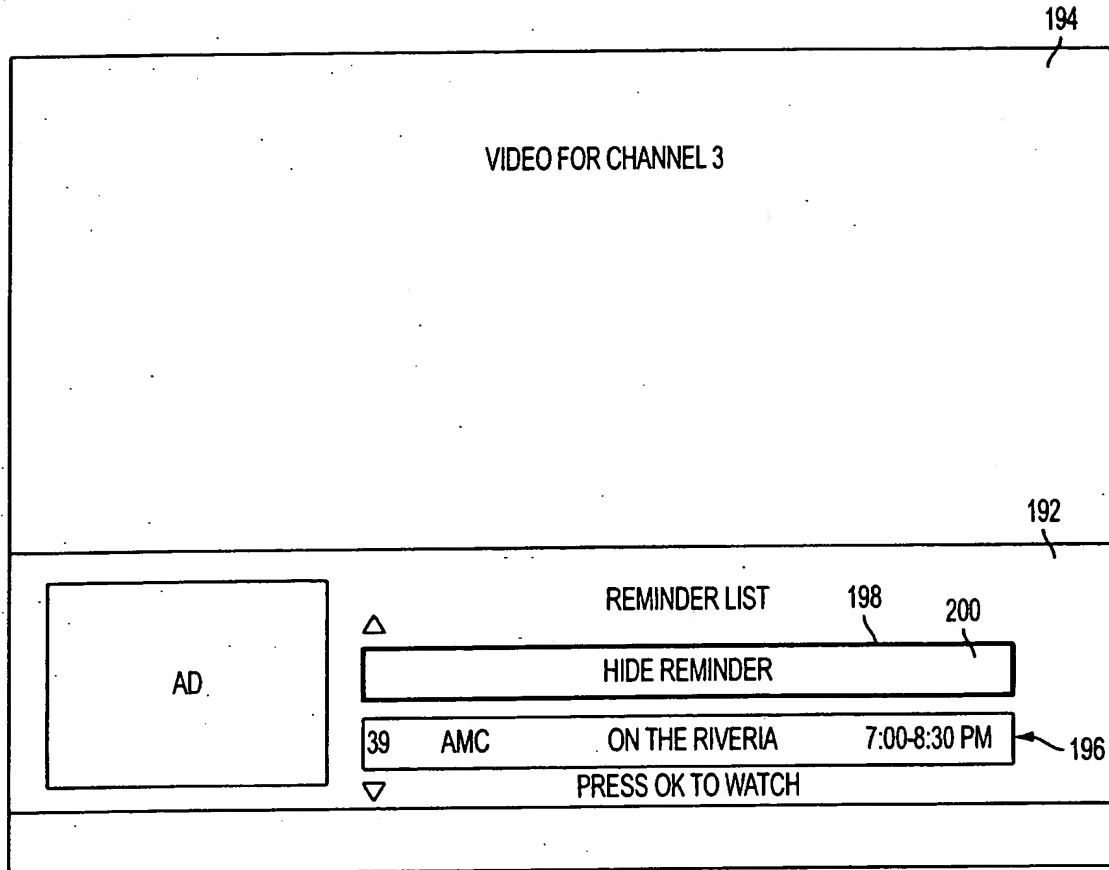 194
VIDEO FOR CHANNEL 3
192
REMINDER LIST
198
200
HIDE REMINDER
AD
39 AMC ON THE RIVERIA 7:00-8:30 PM
196
PRESS OK TO WATCH